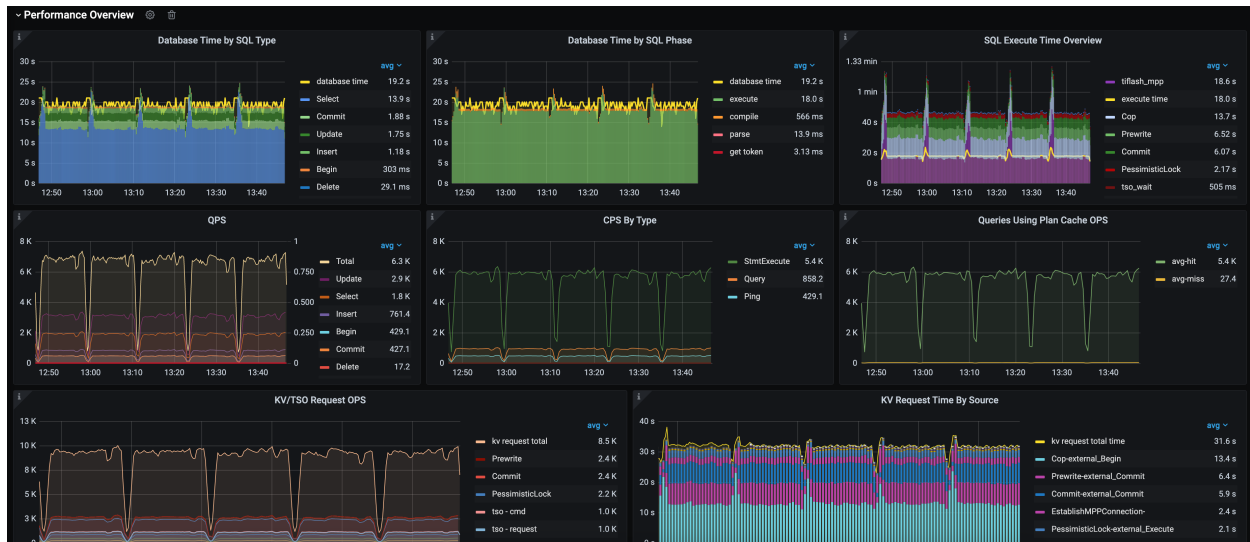 Performance Overview
Database Time by SQL Type
30 s
25 s
20 s
15 s
10 s
5 s
0 s
12:50 13:00 13:10 13:20 13:30 13:40
avg
database time 19.2 s
Select 13.9 s
Commit 1.88 s
Update 1.75 s
Insert 1.18 s
Begin 303 ms
Delete 29.1 ms
Database Time by SQL Phase
30 s
25 s
20 s
15 s
10 s
5 s
0 s
12:50 13:00 13:10 13:20 13:30 13:40
avg
database time 19.2 s
execute 18.0 s
compile 566 ms
parse 13.9 ms
get token 3.13 ms
SQL Execute Time Overview
1.33 min
1 min
40 s
20 s
0 s
12:50 13:00 13:10 13:20 13:30 13:40
avg
tiflash_mpp 18.6 s
execute time 18.0 s
Cop 13.7 s
Prewrite 6.52 s
Commit 6.07 s
PessimisticLock 2.17 s
tso_wait 505 ms
QPS
8 K
6 K
4 K
2 K
0
1
0.750
0.500
0.250
0
12:50 13:00 13:10 13:20 13:30 13:40
avg
Total 6.3 K
Update 2.9 K
Select 1.8 K
Insert 761.4
Begin 429.1
Commit 427.1
Delete 17.2
CPS By Type
8 K
6 K
4 K
2 K
0
12:50 13:00 13:10 13:20 13:30 13:40
avg
StmtExecute 5.4 K
Query 858.2
Ping 429.1
Queries Using Plan Cache OPS
8 K
6 K
4 K
2 K
0
12:50 13:00 13:10 13:20 13:30 13:40
avg
avg-hit 5.4 K
avg-miss 27.4
KV/TSO Request OPS
13 K
10 K
8 K
5 K
3 K
avg
kv request total 8.5 K
Prewrite 2.4 K
Commit 2.4 K
PessimisticLock 2.2 K
tso - cmd 1.0 K
tso - request 1.0 K
KV Request Time By Source
40 s
30 s
20 s
10 s
avg
kv request total time 31.6 s
Cop-external_Begin 13.4 s
Prewrite-external_Commit 6.4 s
Commit-external_Commit 5.9 s
EstablishMPPConnection- 2.4 s
PessimisticLock-external_Execute 2.1 s